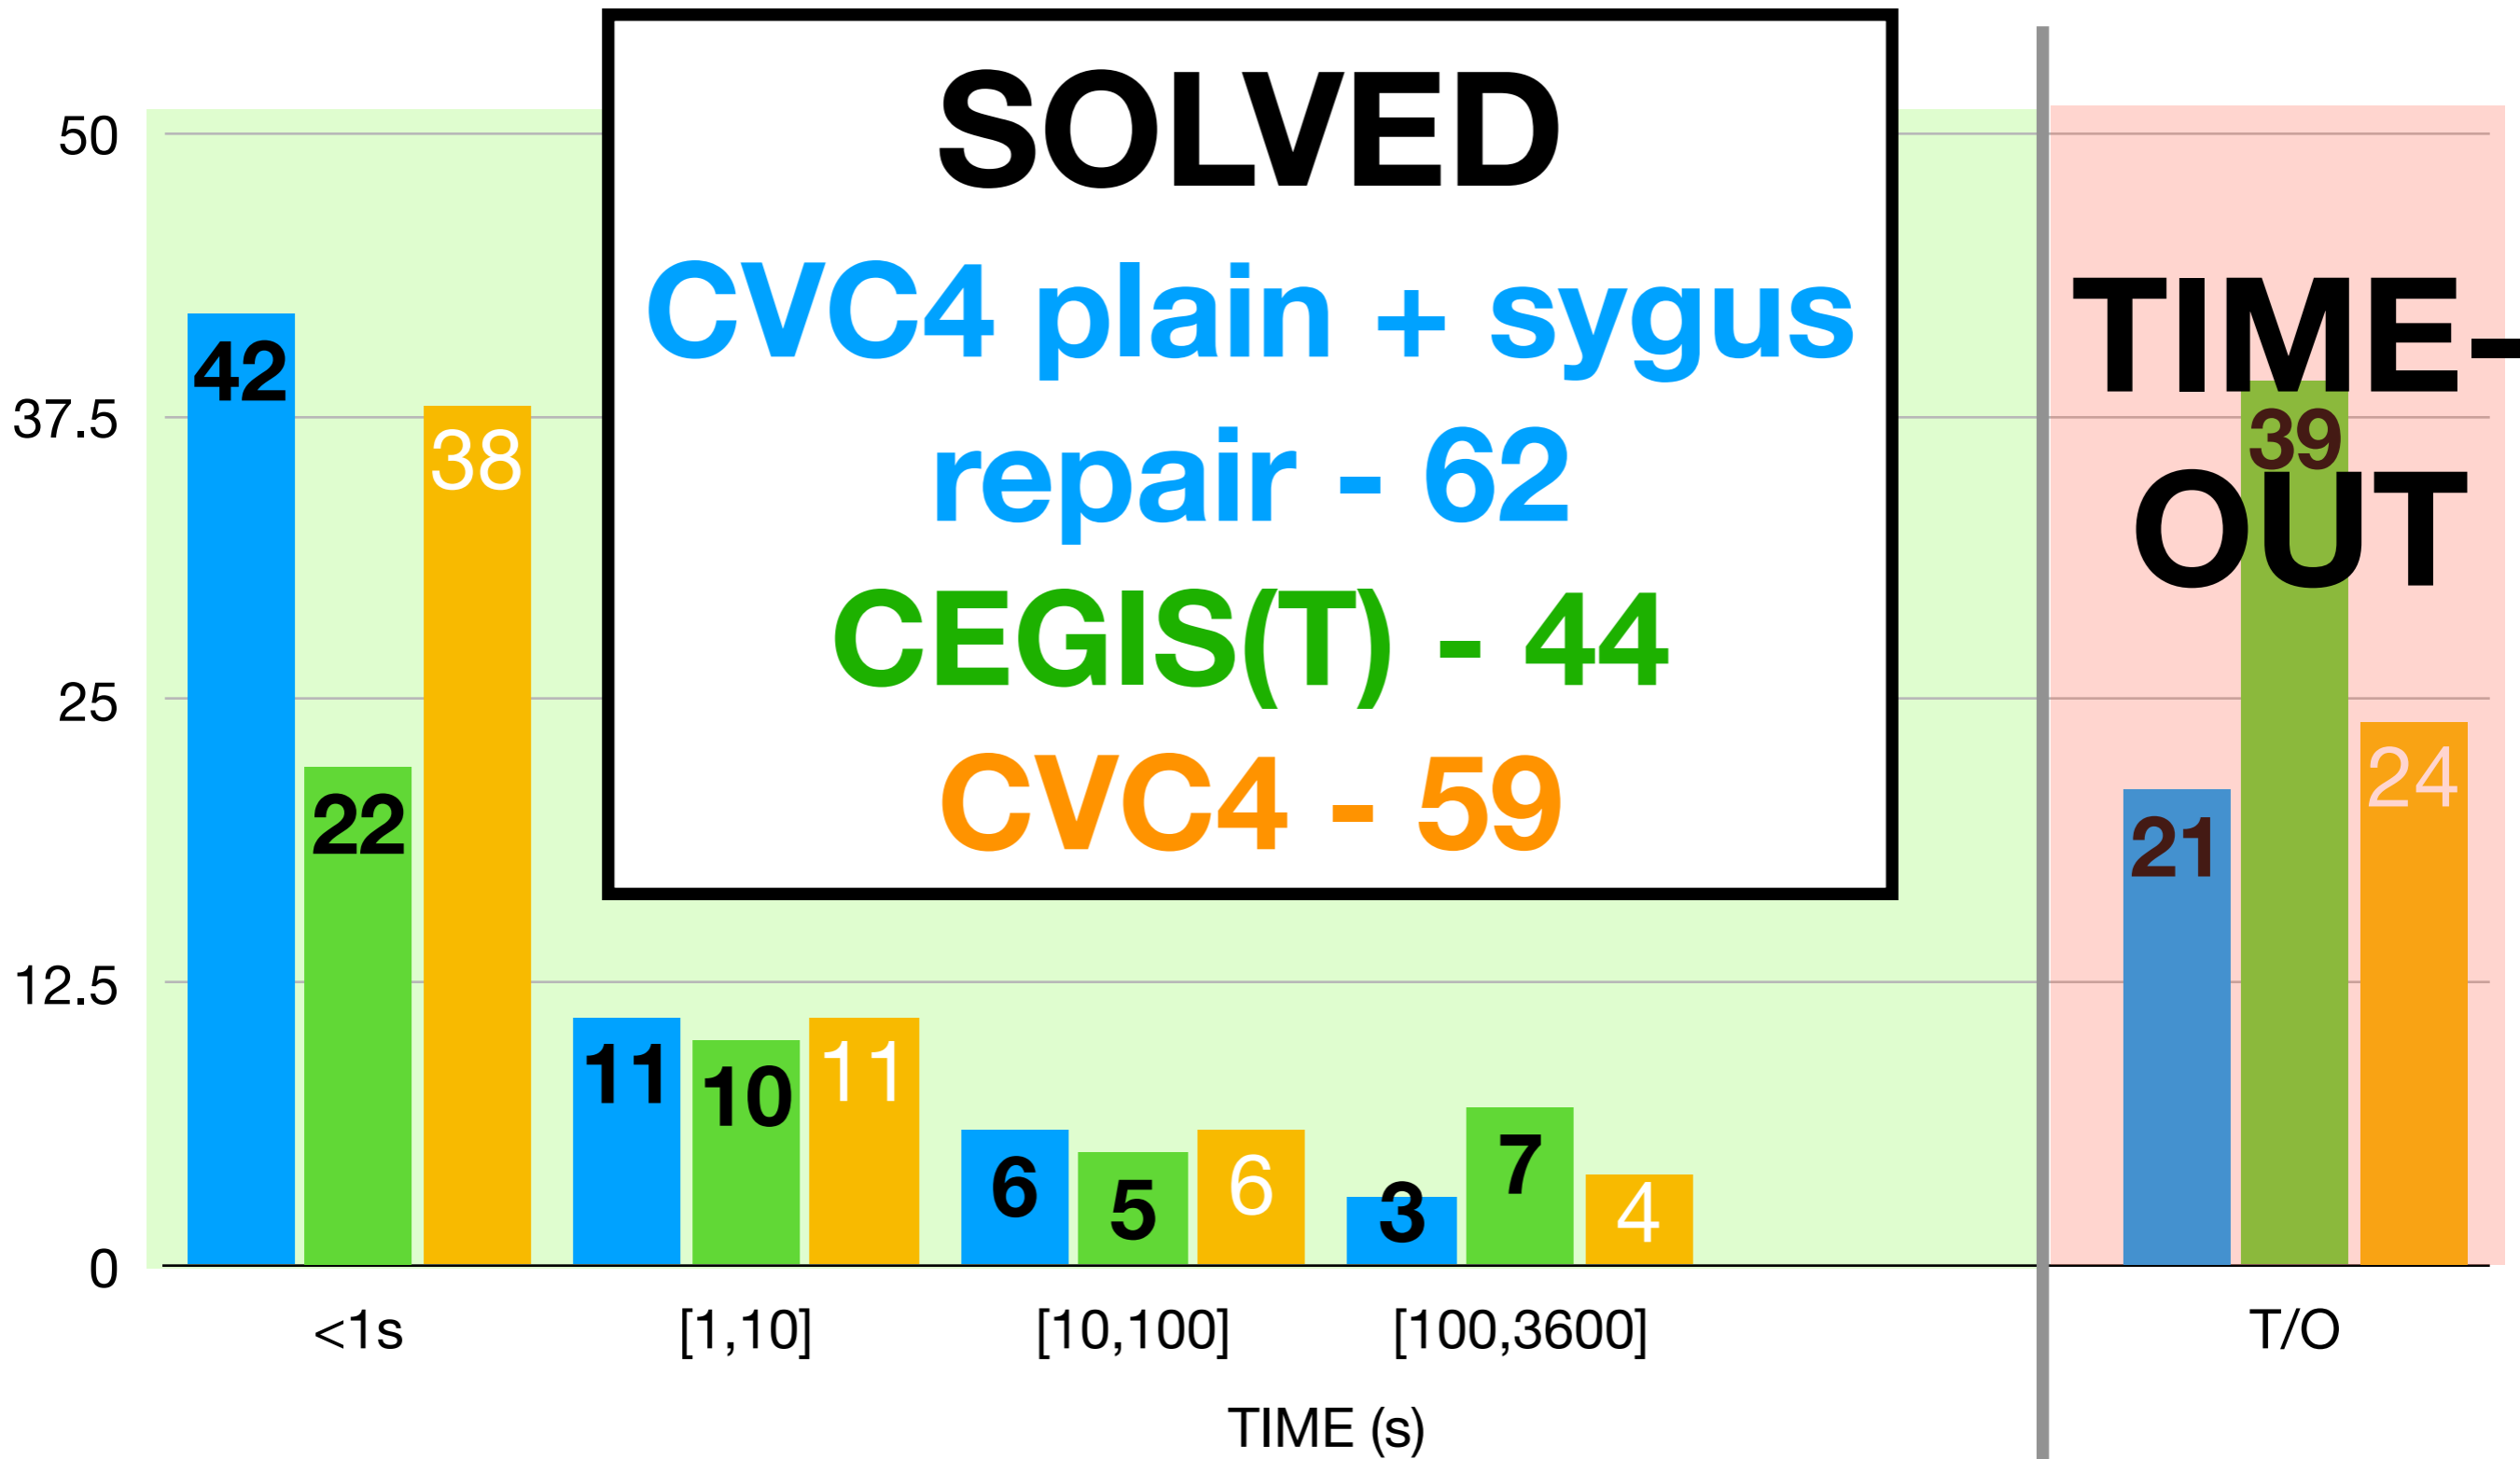 SOLVED
CVC4 plain + sygus
repair - 62
CEGIS(T) - 44
CVC4 - 59
TIME-
OUT
50
37.5
25
12.5
0
42
22
38
11
10
11
6
5
6
3
7
4
21
39
24
<1s
[1,10]
[10,100]
[100,3600]
T/O
TIME (s)